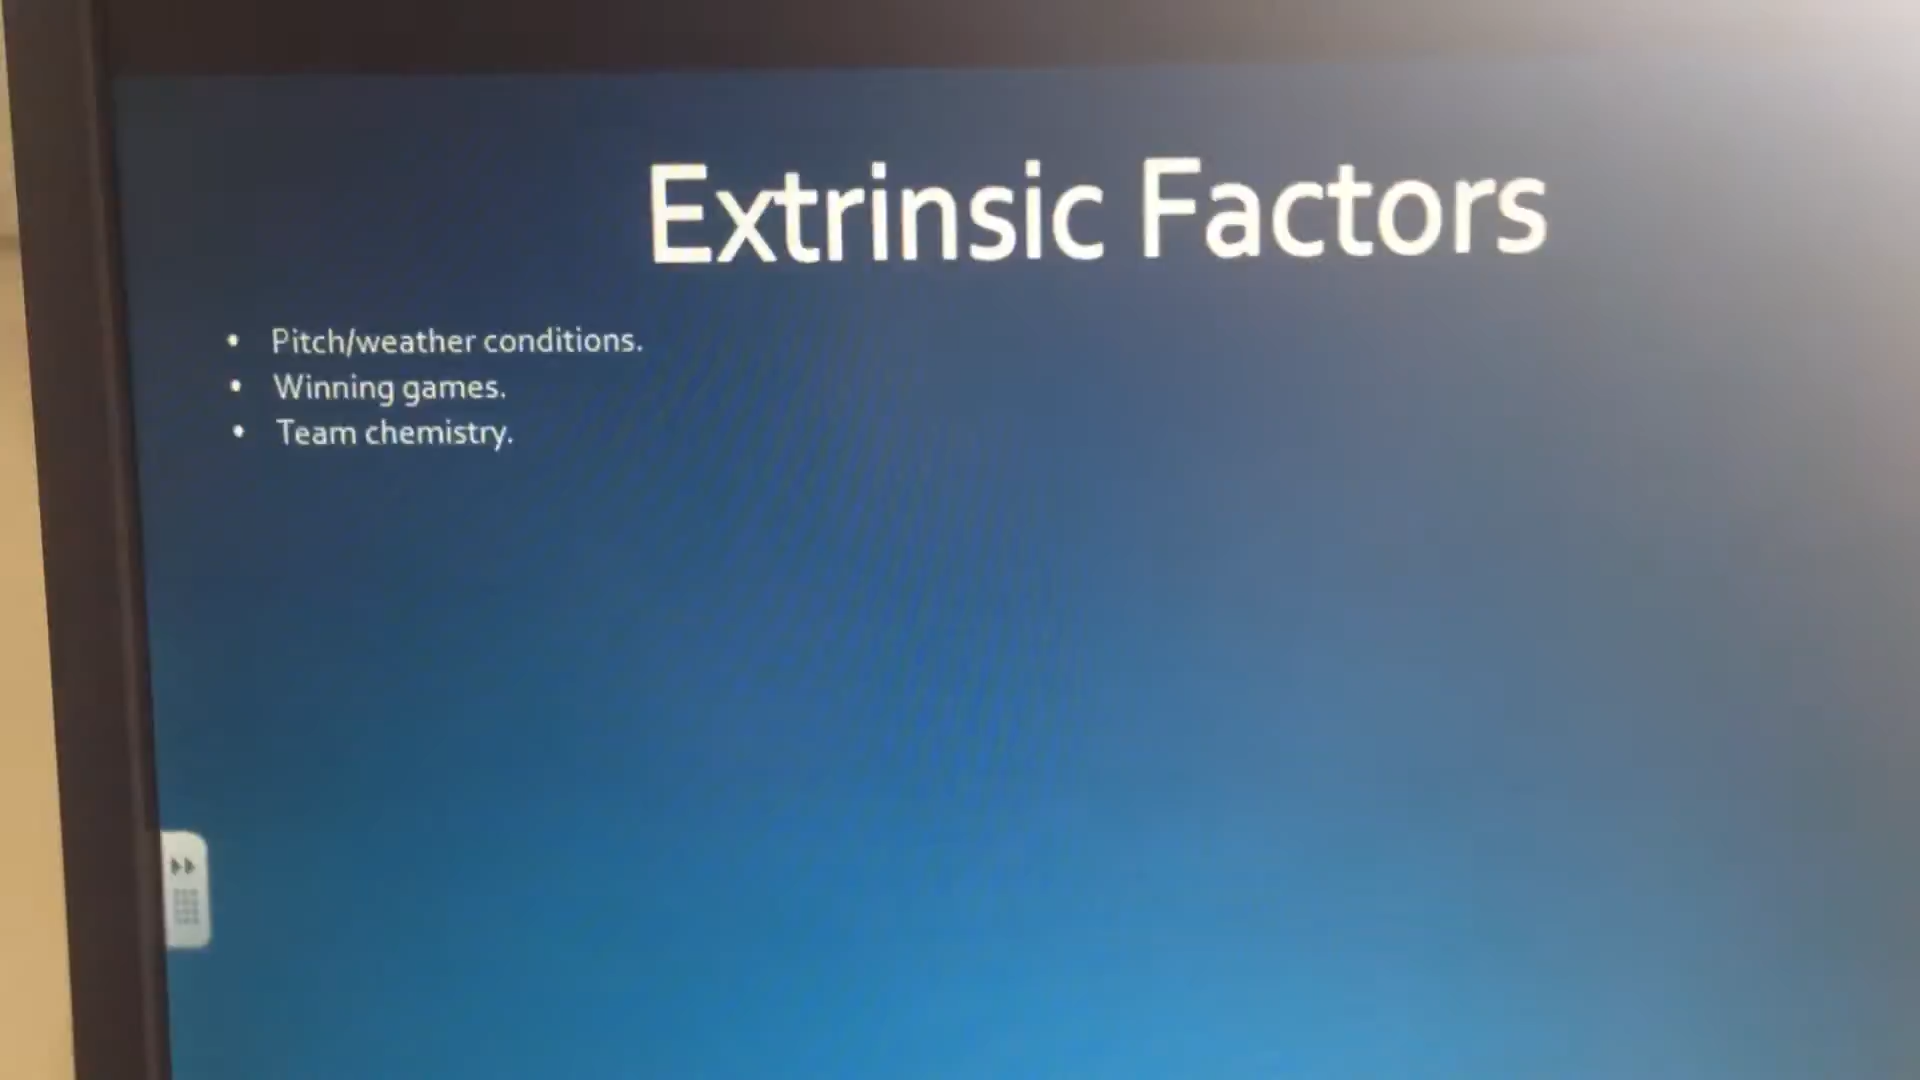 Extrinsic Factors
• Pitch/weather conditions.
• Winning games.
• Team chemistry.